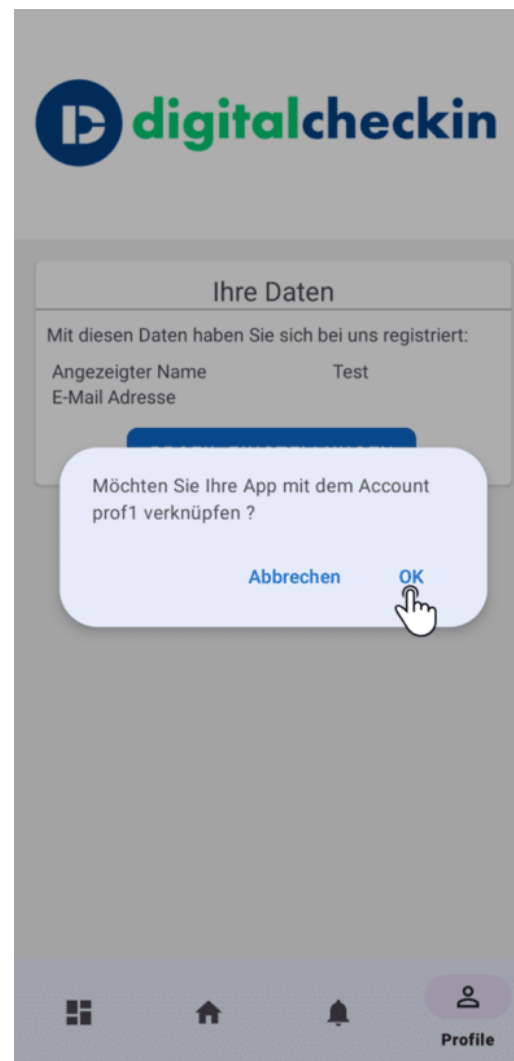 digitalcheckin
Ihre Daten
Mit diesen Daten haben Sie sich bei uns registriert:
Angezeigter Name Test
E-Mail Adresse
Möchten Sie Ihre App mit dem Account
prof1 verknüpfen ?
Abbrechen OK
Profile